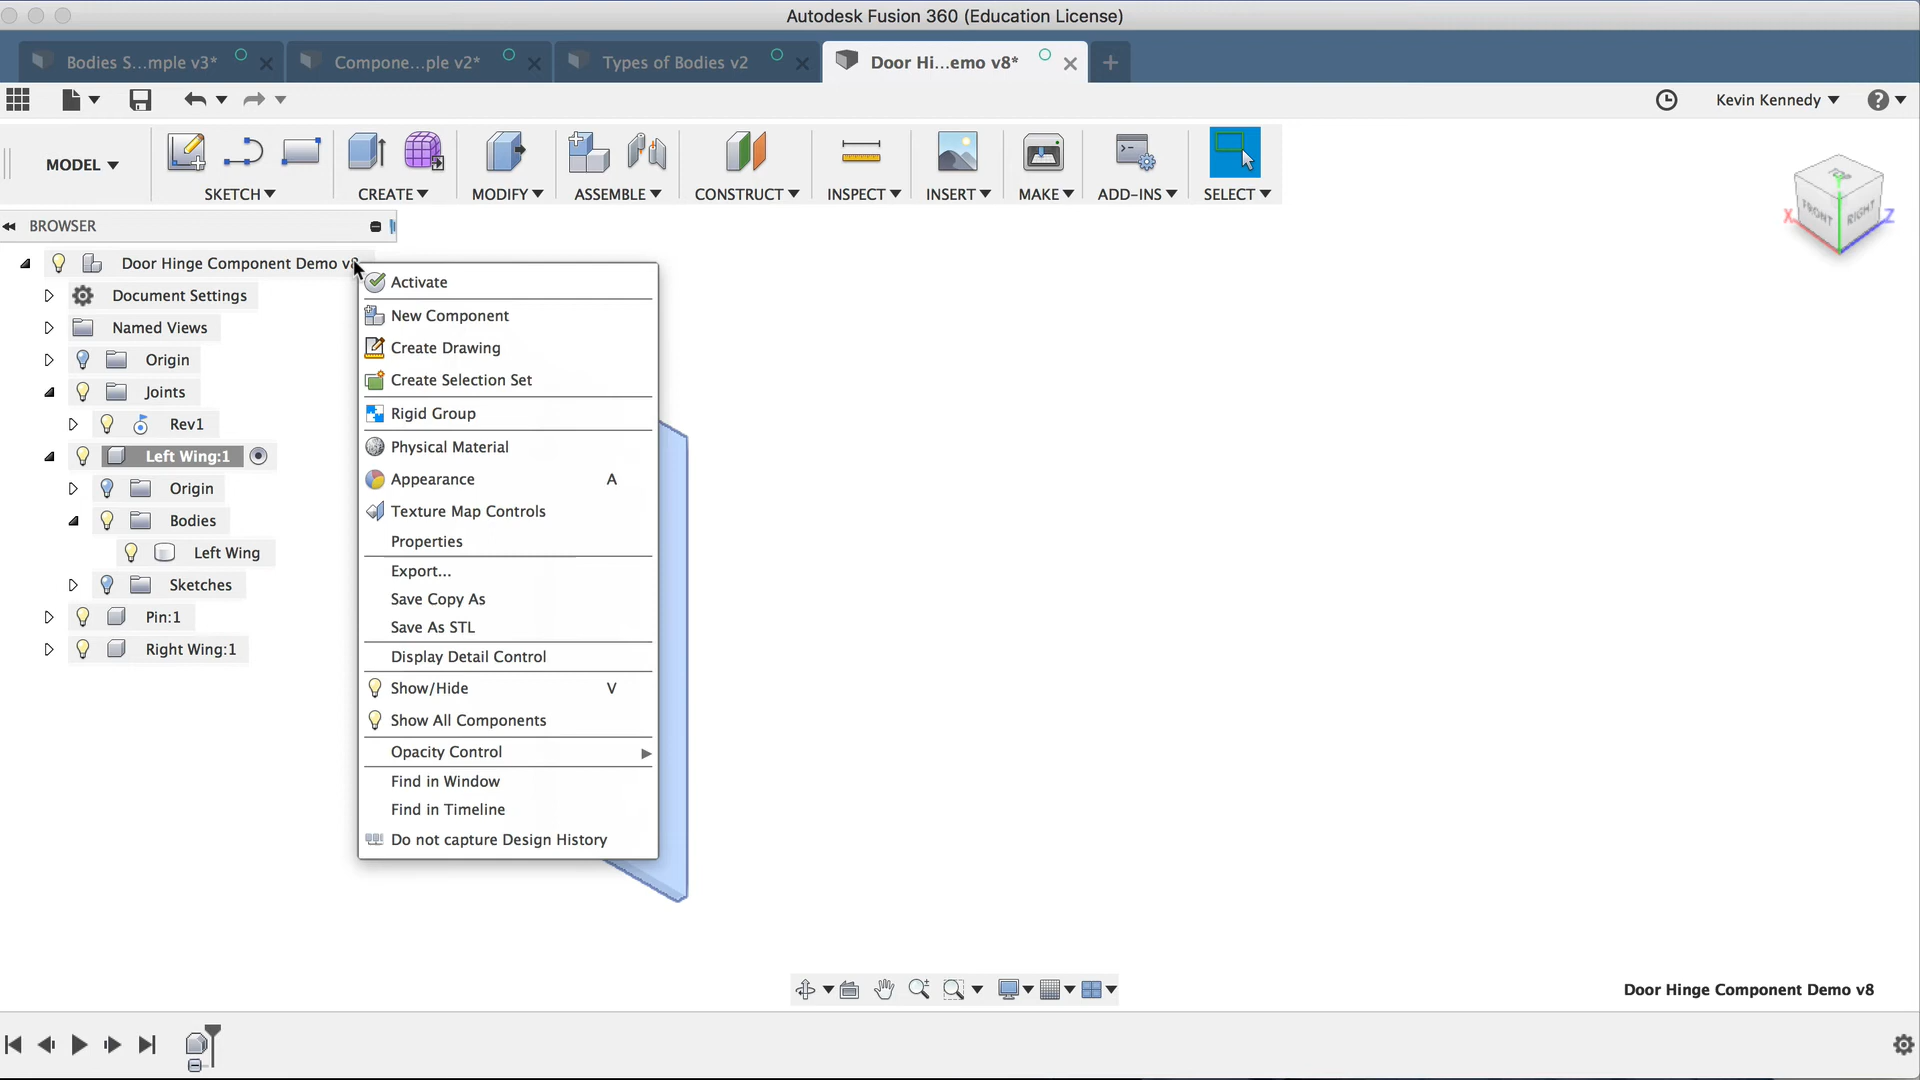 Autodesk Fusion 360 (Education License)
Bodies S...mple v3*
Compone...ple v2*
Types of Bodies v2
Door Hi...emo v8*
Kevin Kennedy
MODEL
SKETCH
CREATE
MODIFY
ASSEMBLE
CONSTRUCT
INSPECT
INSERT
MAKE
ADD-INS
SELECT
TOP
FRONT
RIGHT
X
Y
Z
BROWSER
Door Hinge Component Demo v8
Document Settings
Named Views
Origin
Joints
Rev1
Left Wing:1
Origin
Bodies
Left Wing
Sketches
Pin:1
Right Wing:1
Activate
New Component
Create Drawing
Create Selection Set
Rigid Group
Physical Material
Appearance A
Texture Map Controls
Properties
Export...
Save Copy As
Save As STL
Display Detail Control
Show/Hide V
Show All Components
Opacity Control
Find in Window
Find in Timeline
Do not capture Design History
Door Hinge Component Demo v8